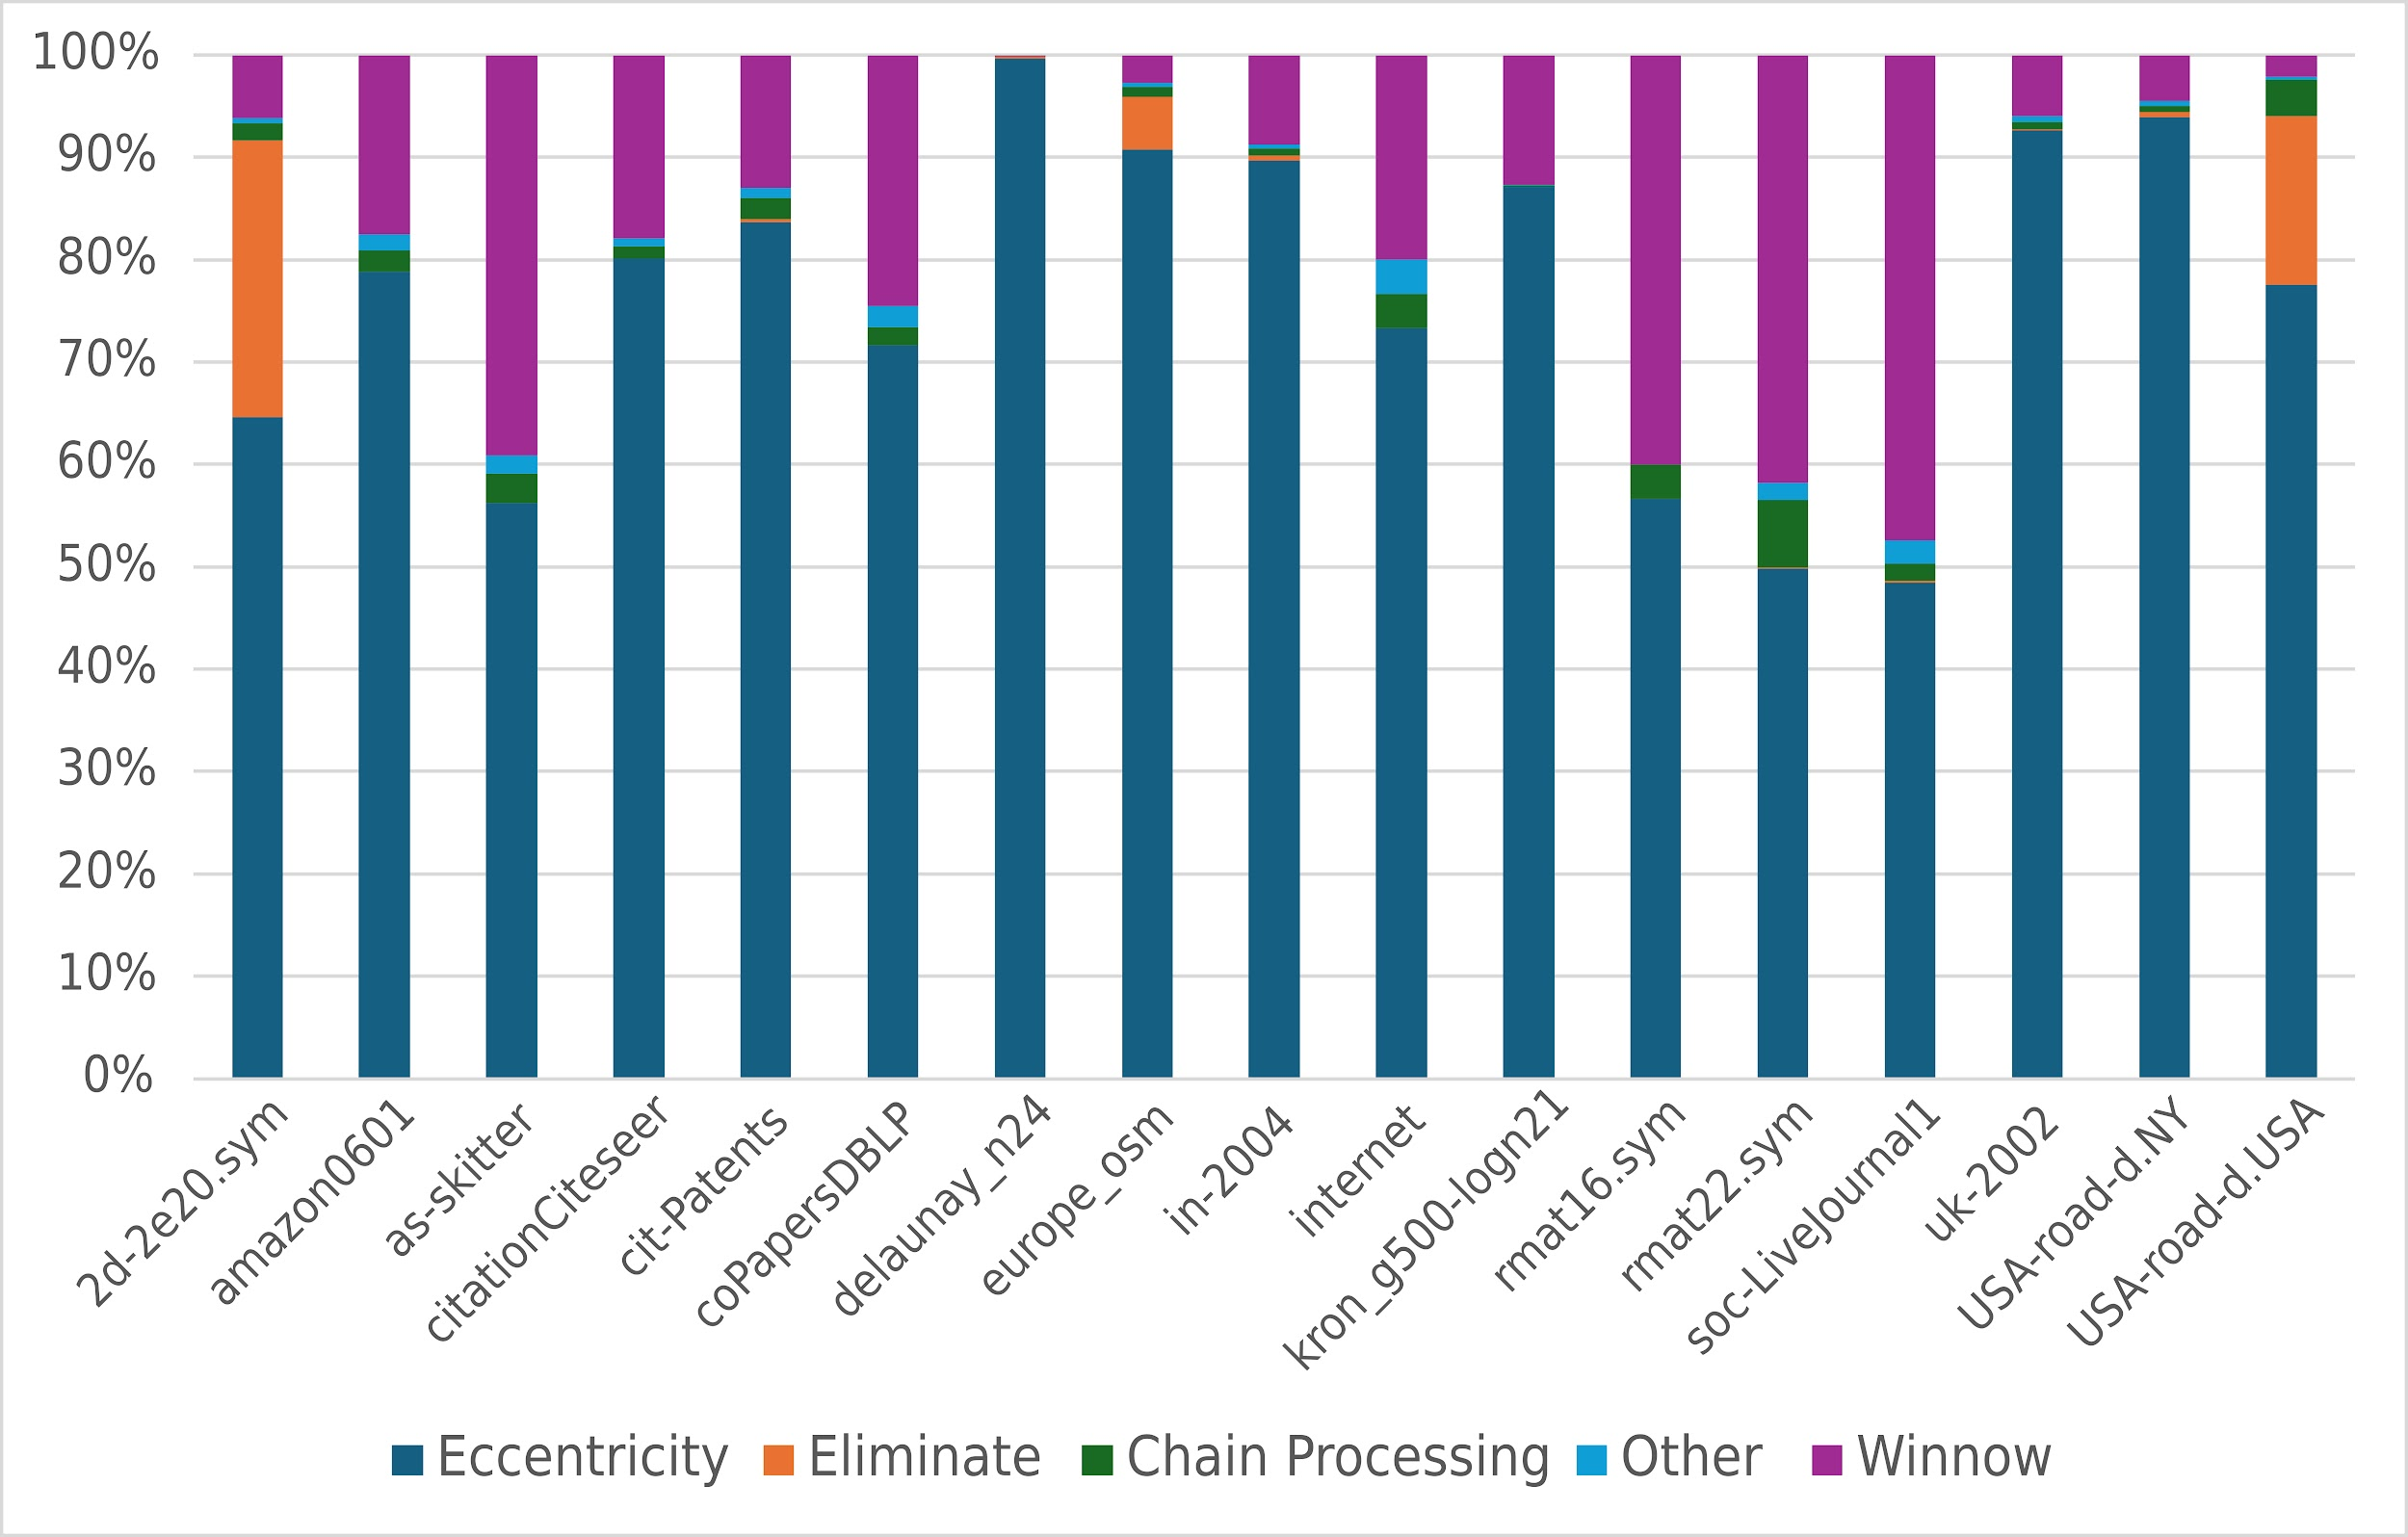 100%
90%
80%
70%
60%
50%
40%
30%
20%
10%
0%
2d-2e20.sym
amazon0601
as-skitter
citationCiteseer
cit-Patents
coPapersDBLP
delaunay_n24
europe_osm
in-2004
internet
kron_g500-logn21
rmat16.sym
rmat22.sym
soc-LiveJournal1
uk-2002
USA-road-d.NY
USA-road-d.USA
Eccentricity Eliminate Chain Processing Other Winnow